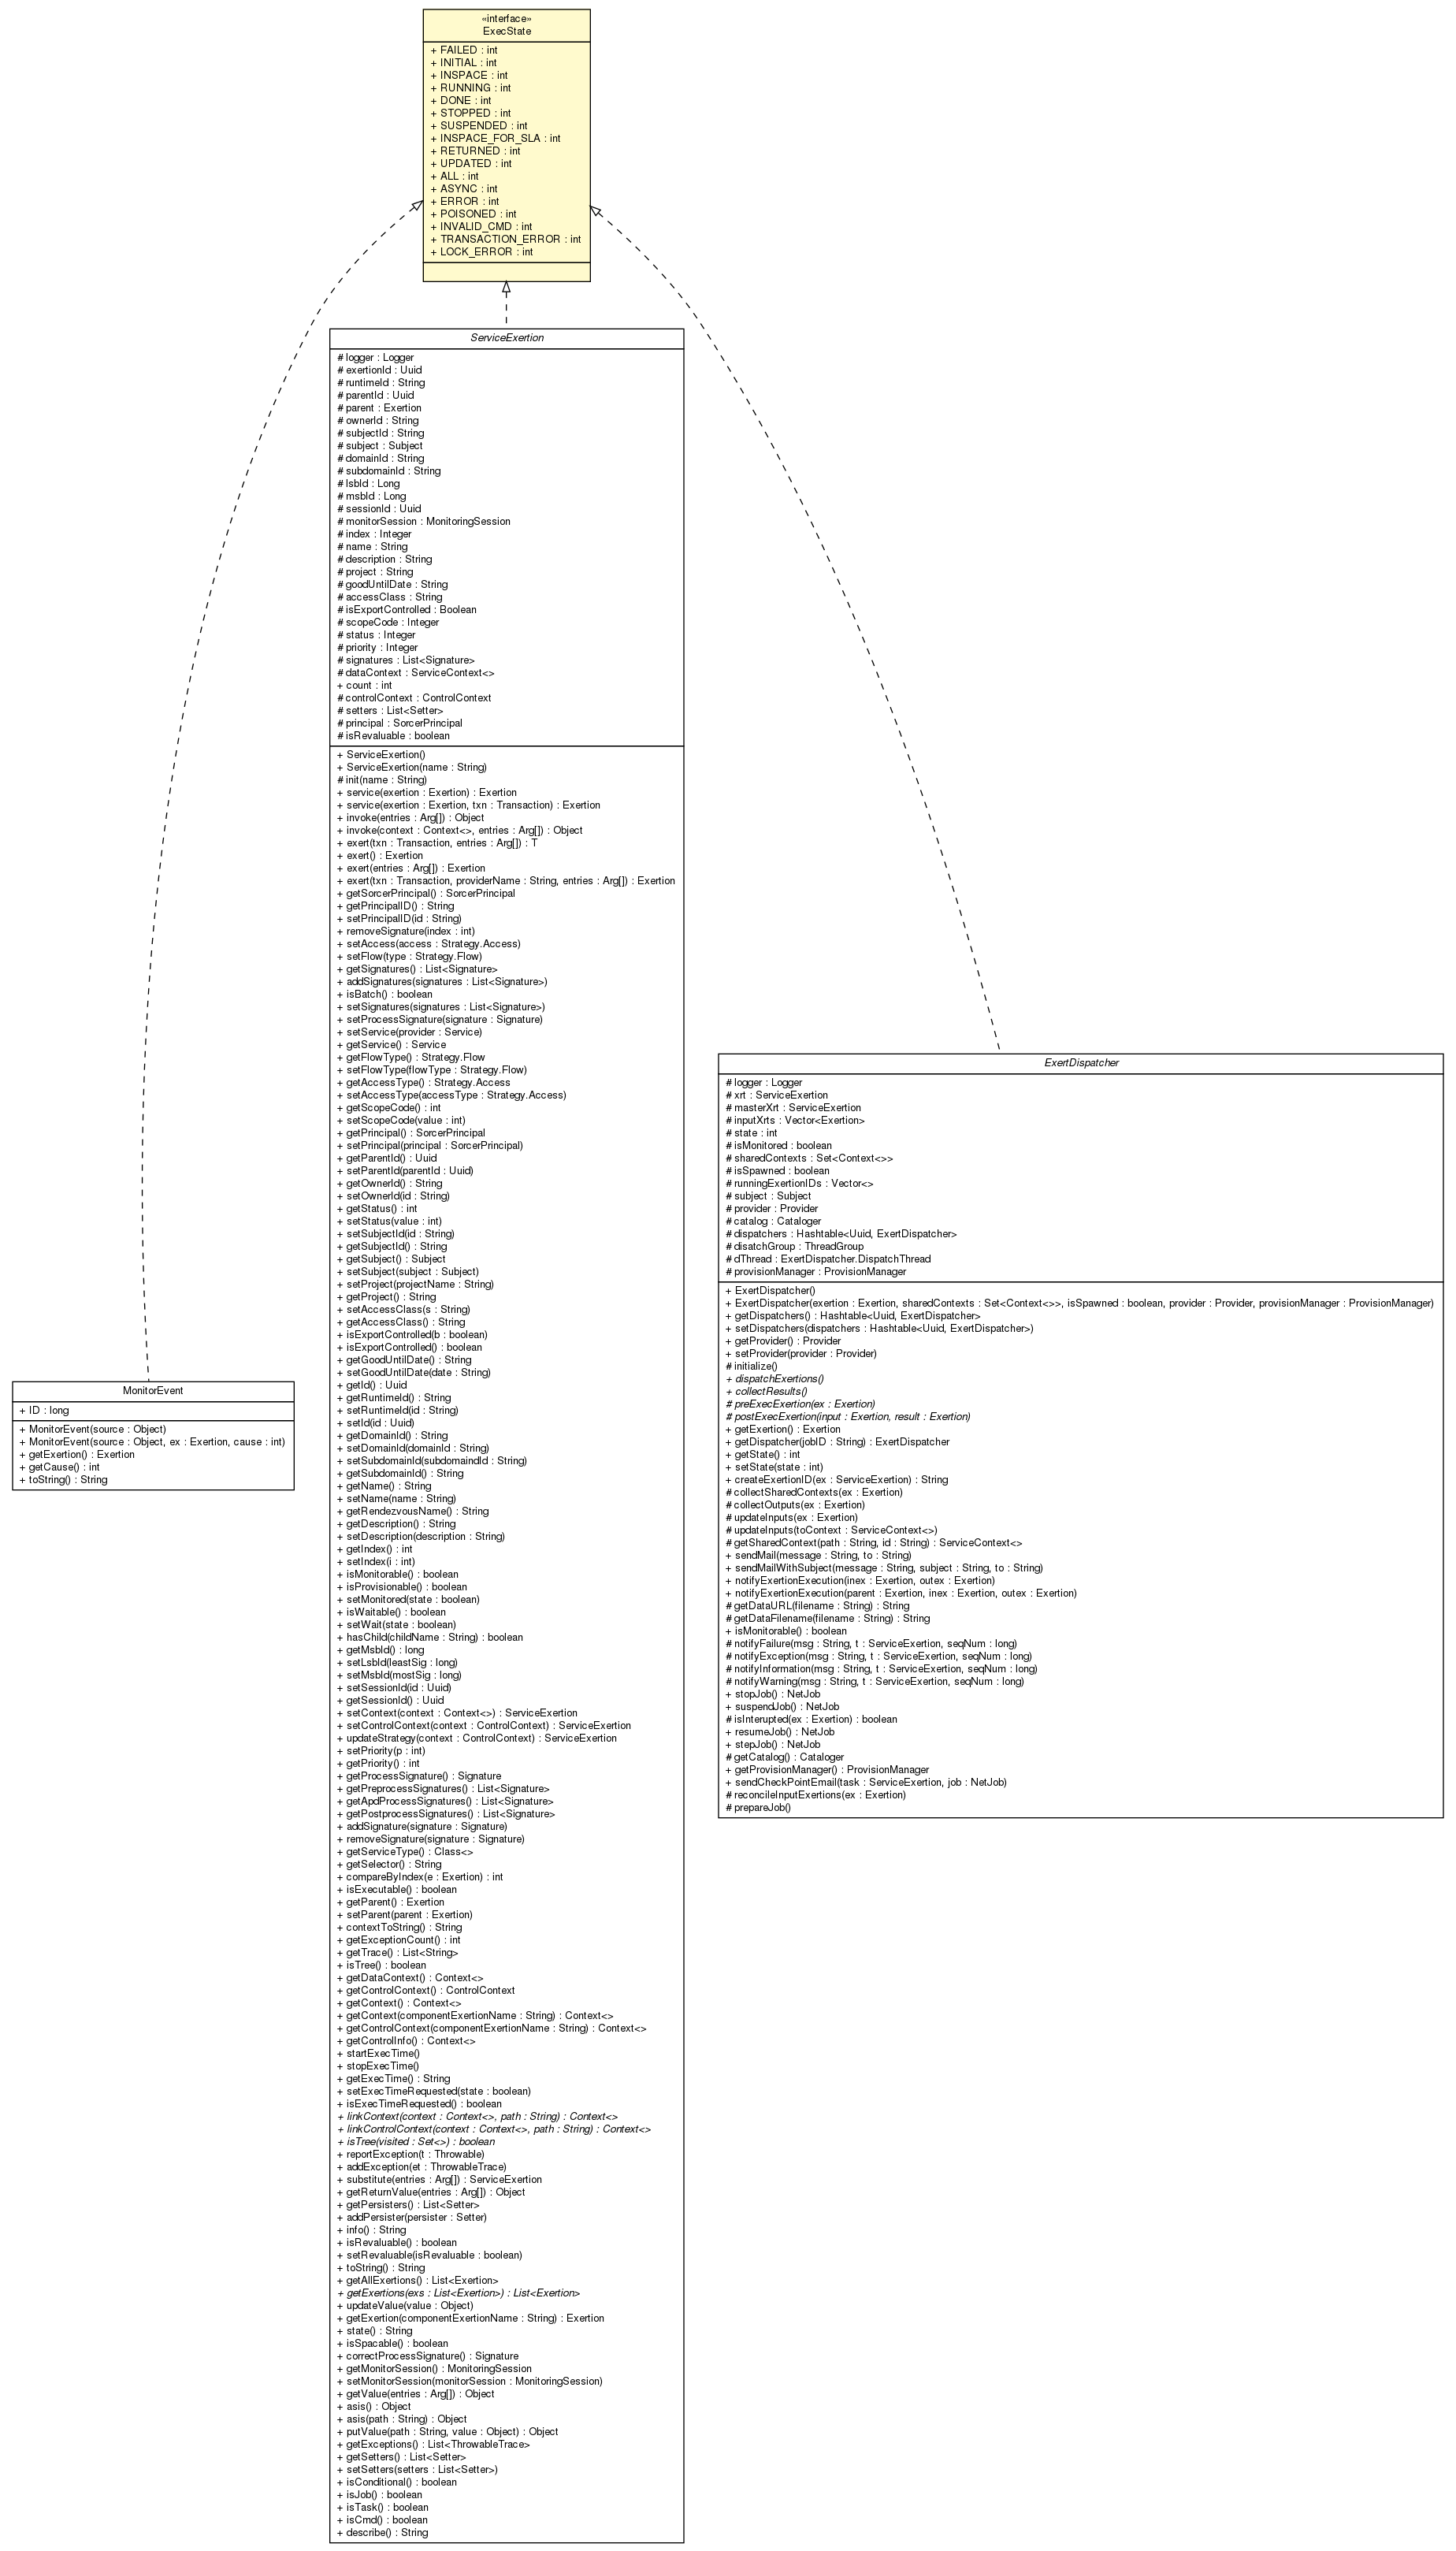 «interface»
ExecState
+ FAILED : int
+ INITIAL : int
+ INSPACE : int
+ RUNNING : int
+ DONE : int
+ STOPPED : int
+ SUSPENDED : int
+ INSPACE_FOR_SLA : int
+ RETURNED : int
+ UPDATED : int
+ ALL : int
+ ASYNC : int
+ ERROR : int
+ POISONED : int
+ INVALID_CMD : int
+ TRANSACTION_ERROR : int
+ LOCK_ERROR : int
ServiceExertion
# logger : Logger
# exertionId : Uuid
# runtimeId : String
# parentId : Uuid
# parent : Exertion
# ownerId : String
# subjectId : String
# subject : Subject
# domainId : String
# subdomainId : String
# lsbId : Long
# msbId : Long
# sessionId : Uuid
# monitorSession : MonitoringSession
# index : Integer
# name : String
# description : String
# project : String
# goodUntilDate : String
# accessClass : String
# isExportControlled : Boolean
# scopeCode : Integer
# status : Integer
# priority : Integer
# signatures : List<Signature>
# dataContext : ServiceContext<>
+ count : int
# controlContext : ControlContext
# setters : List<Setter>
# principal : SorcerPrincipal
# isRevaluable : boolean
+ ServiceExertion()
+ ServiceExertion(name : String)
# init(name : String)
+ service(exertion : Exertion) : Exertion
+ service(exertion : Exertion, txn : Transaction) : Exertion
+ invoke(entries : Arg[]) : Object
+ invoke(context : Context<>, entries : Arg[]) : Object
+ exert(txn : Transaction, entries : Arg[]) : T
+ exert() : Exertion
+ exert(entries : Arg[]) : Exertion
+ exert(txn : Transaction, providerName : String, entries : Arg[]) : Exertion
+ getSorcerPrincipal() : SorcerPrincipal
+ getPrincipalID() : String
+ setPrincipalID(id : String)
+ removeSignature(index : int)
+ setAccess(access : Strategy.Access)
+ setFlow(type : Strategy.Flow)
+ getSignatures() : List<Signature>
+ addSignatures(signatures : List<Signature>)
+ isBatch() : boolean
+ setSignatures(signatures : List<Signature>)
+ setProcessSignature(signature : Signature)
+ setService(provider : Service)
+ getService() : Service
+ getFlowType() : Strategy.Flow
+ setFlowType(flowType : Strategy.Flow)
+ getAccessType() : Strategy.Access
+ setAccessType(accessType : Strategy.Access)
+ getScopeCode() : int
+ setScopeCode(value : int)
+ getPrincipal() : SorcerPrincipal
+ setPrincipal(principal : SorcerPrincipal)
+ getParentId() : Uuid
+ setParentId(parentId : Uuid)
+ getOwnerId() : String
+ setOwnerId(id : String)
+ getStatus() : int
+ setStatus(value : int)
+ setSubjectId(id : String)
+ getSubjectId() : String
+ getSubject() : Subject
+ setSubject(subject : Subject)
+ setProject(projectName : String)
+ getProject() : String
+ setAccessClass(s : String)
+ getAccessClass() : String
+ isExportControlled(b : boolean)
+ isExportControlled() : boolean
+ getGoodUntilDate() : String
+ setGoodUntilDate(date : String)
+ getId() : Uuid
+ getRuntimeId() : String
+ setRuntimeId(id : String)
+ setId(id : Uuid)
+ getDomainId() : String
+ setDomainId(domainId : String)
+ setSubdomainId(subdomaindId : String)
+ getSubdomainId() : String
+ getName() : String
+ setName(name : String)
+ getRendezvousName() : String
+ getDescription() : String
+ setDescription(description : String)
+ getIndex() : int
+ setIndex(i : int)
+ isMonitorable() : boolean
+ isProvisionable() : boolean
+ setMonitored(state : boolean)
+ isWaitable() : boolean
+ setWait(state : boolean)
+ hasChild(childName : String) : boolean
+ getMsbId() : long
+ setLsbId(leastSig : long)
+ setMsbId(mostSig : long)
+ setSessionId(id : Uuid)
+ getSessionId() : Uuid
+ setContext(context : Context<>) : ServiceExertion
+ setControlContext(context : ControlContext) : ServiceExertion
+ updateStrategy(context : ControlContext) : ServiceExertion
+ setPriority(p : int)
+ getPriority() : int
+ getProcessSignature() : Signature
+ getPreprocessSignatures() : List<Signature>
+ getApdProcessSignatures() : List<Signature>
+ getPostprocessSignatures() : List<Signature>
+ addSignature(signature : Signature)
+ removeSignature(signature : Signature)
+ getServiceType() : Class<>
+ getSelector() : String
+ compareByIndex(e : Exertion) : int
+ isExecutable() : boolean
+ getParent() : Exertion
+ setParent(parent : Exertion)
+ contextToString() : String
+ getExceptionCount() : int
+ getTrace() : List<String>
+ isTree() : boolean
+ getDataContext() : Context<>
+ getControlContext() : ControlContext
+ getContext() : Context<>
+ getContext(componentExertionName : String) : Context<>
+ getControlContext(componentExertionName : String) : Context<>
+ getControlInfo() : Context<>
+ startExecTime()
+ stopExecTime()
+ getExecTime() : String
+ setExecTimeRequested(state : boolean)
+ isExecTimeRequested() : boolean
+ linkContext(context : Context<>, path : String) : Context<>
+ linkControlContext(context : Context<>, path : String) : Context<>
+ isTree(visited : Set<>) : boolean
+ reportException(t : Throwable)
+ addException(et : ThrowableTrace)
+ substitute(entries : Arg[]) : ServiceExertion
+ getReturnValue(entries : Arg[]) : Object
+ getPersisters() : List<Setter>
+ addPersister(persister : Setter)
+ info() : String
+ isRevaluable() : boolean
+ setRevaluable(isRevaluable : boolean)
+ toString() : String
+ getAllExertions() : List<Exertion>
+ getExertions(exs : List<Exertion>) : List<Exertion>
+ updateValue(value : Object)
+ getExertion(componentExertionName : String) : Exertion
+ state() : String
+ isSpacable() : boolean
+ correctProcessSignature() : Signature
+ getMonitorSession() : MonitoringSession
+ setMonitorSession(monitorSession : MonitoringSession)
+ getValue(entries : Arg[]) : Object
+ asis() : Object
+ asis(path : String) : Object
+ putValue(path : String, value : Object) : Object
+ getExceptions() : List<ThrowableTrace>
+ getSetters() : List<Setter>
+ setSetters(setters : List<Setter>)
+ isConditional() : boolean
+ isJob() : boolean
+ isTask() : boolean
+ isCmd() : boolean
+ describe() : String
ExertDispatcher
# logger : Logger
# xrt : ServiceExertion
# masterXrt : ServiceExertion
# inputXrts : Vector<Exertion>
# state : int
# isMonitored : boolean
# sharedContexts : Set<Context<>>
# isSpawned : boolean
# runningExertionIDs : Vector<>
# subject : Subject
# provider : Provider
# catalog : Cataloger
# dispatchers : Hashtable<Uuid, ExertDispatcher>
# disatchGroup : ThreadGroup
# dThread : ExertDispatcher.DispatchThread
# provisionManager : ProvisionManager
+ ExertDispatcher()
+ ExertDispatcher(exertion : Exertion, sharedContexts : Set<Context<>>, isSpawned : boolean, provider : Provider, provisionManager : ProvisionManager)
+ getDispatchers() : Hashtable<Uuid, ExertDispatcher>
+ setDispatchers(dispatchers : Hashtable<Uuid, ExertDispatcher>)
+ getProvider() : Provider
+ setProvider(provider : Provider)
# initialize()
+ dispatchExertions()
+ collectResults()
# preExecExertion(ex : Exertion)
# postExecExertion(input : Exertion, result : Exertion)
+ getExertion() : Exertion
+ getDispatcher(jobID : String) : ExertDispatcher
+ getState() : int
+ setState(state : int)
+ createExertionID(ex : ServiceExertion) : String
# collectSharedContexts(ex : Exertion)
# collectOutputs(ex : Exertion)
# updateInputs(ex : Exertion)
# updateInputs(toContext : ServiceContext<>)
# getSharedContext(path : String, id : String) : ServiceContext<>
+ sendMail(message : String, to : String)
+ sendMailWithSubject(message : String, subject : String, to : String)
+ notifyExertionExecution(inex : Exertion, outex : Exertion)
+ notifyExertionExecution(parent : Exertion, inex : Exertion, outex : Exertion)
# getDataURL(filename : String) : String
# getDataFilename(filename : String) : String
+ isMonitorable() : boolean
# notifyFailure(msg : String, t : ServiceExertion, seqNum : long)
# notifyException(msg : String, t : ServiceExertion, seqNum : long)
# notifyInformation(msg : String, t : ServiceExertion, seqNum : long)
# notifyWarning(msg : String, t : ServiceExertion, seqNum : long)
+ stopJob() : NetJob
+ suspendJob() : NetJob
# isInterupted(ex : Exertion) : boolean
+ resumeJob() : NetJob
+ stepJob() : NetJob
# getCatalog() : Cataloger
+ getProvisionManager() : ProvisionManager
+ sendCheckPointEmail(task : ServiceExertion, job : NetJob)
# reconcileInputExertions(ex : Exertion)
# prepareJob()
MonitorEvent
+ ID : long
+ MonitorEvent(source : Object)
+ MonitorEvent(source : Object, ex : Exertion, cause : int)
+ getExertion() : Exertion
+ getCause() : int
+ toString() : String